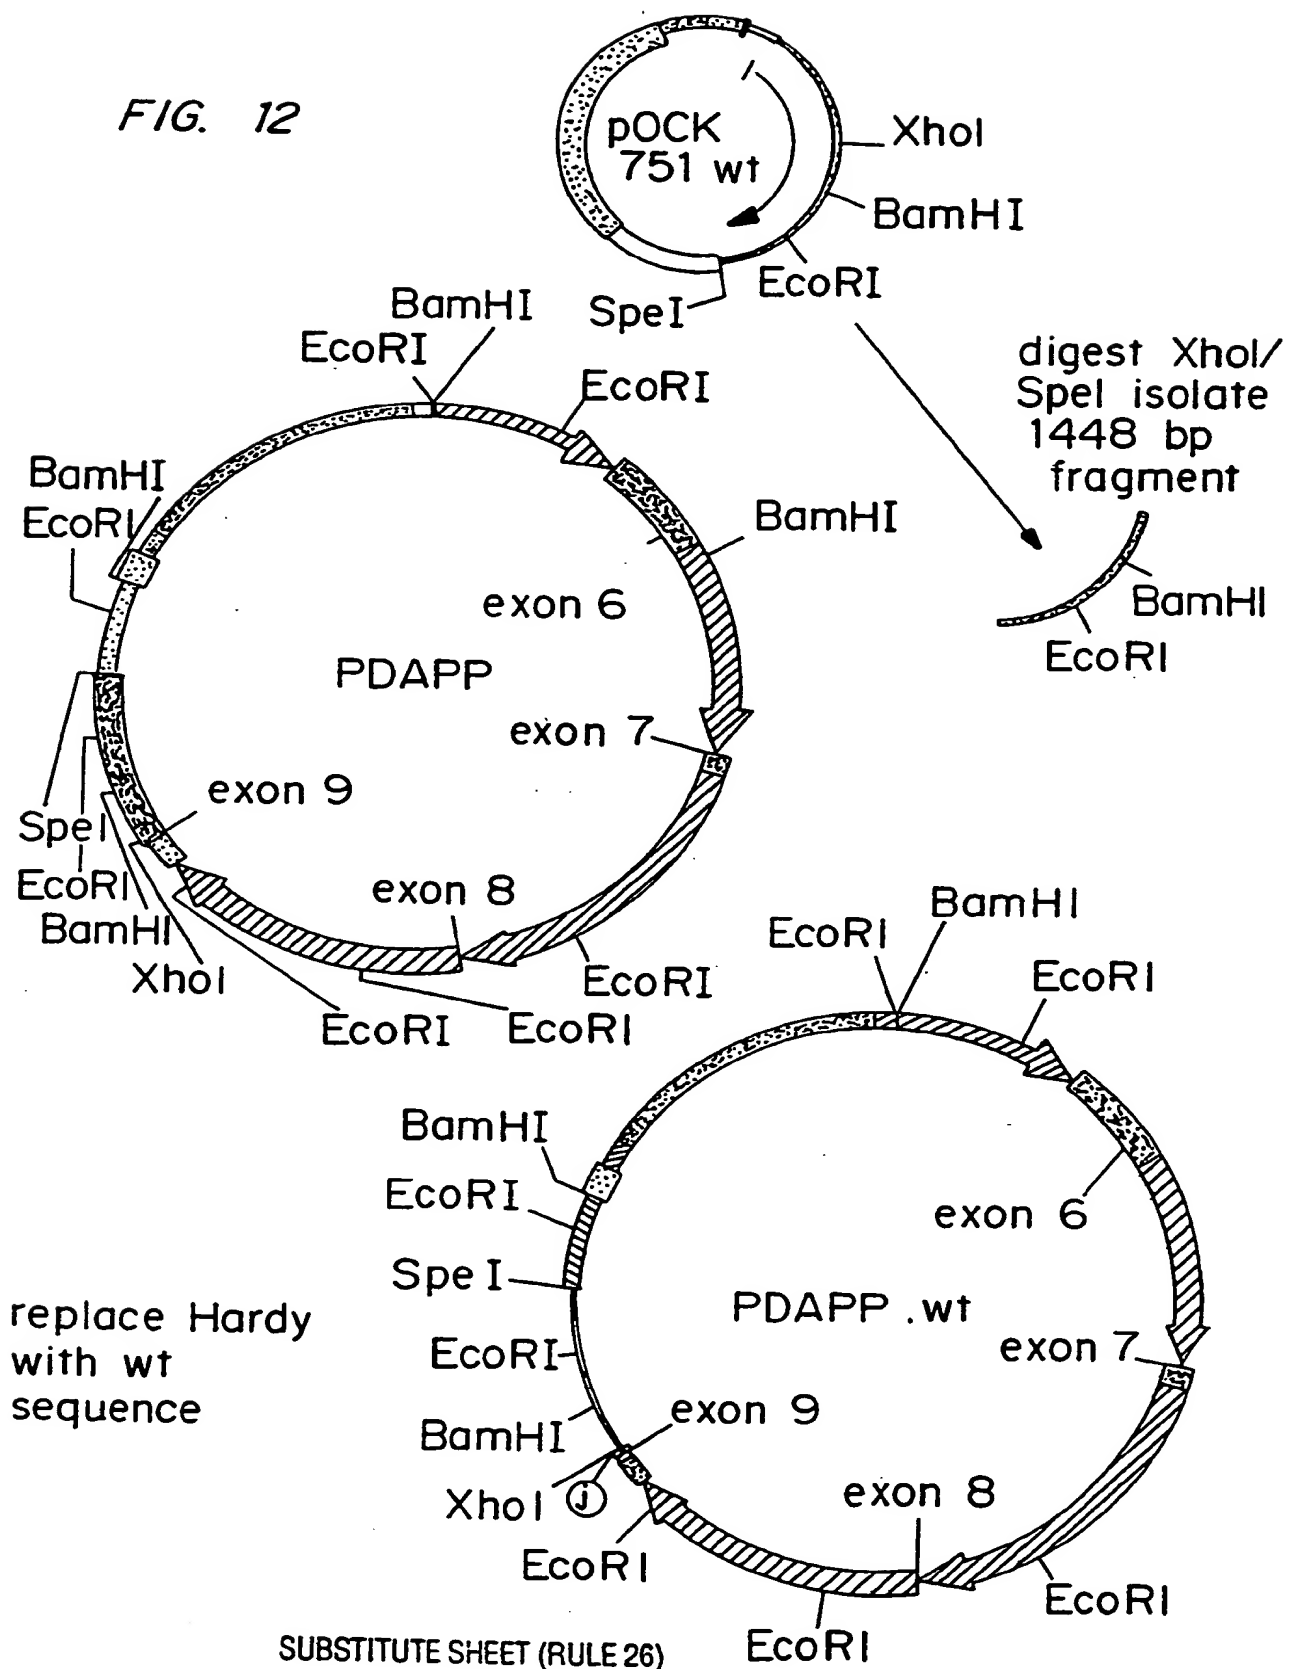 FIG. 12
pOCK
751 wt
XhoI
BamHI
EcoRI
SpeI
digest XhoI/
SpeI isolate
1448 bp
fragment
BamHI
EcoRI
BamHI
EcoRI
EcoRI
BamHI
EcoRI
BamHI
exon 6
PDAPP
exon 7
exon 9
SpeI
EcoRI
BamHI
XhoI
exon 8
EcoRI
EcoRI
EcoRI
BamHI
EcoRI
EcoRI
BamHI
EcoRI
SpeI
exon 6
PDAPP.wt
replace Hardy
with wt
sequence
EcoRI
exon 7
BamHI
exon 9
XhoI
J
exon 8
EcoRI
EcoRI
EcoRI
SUBSTITUTE SHEET (RULE 26)